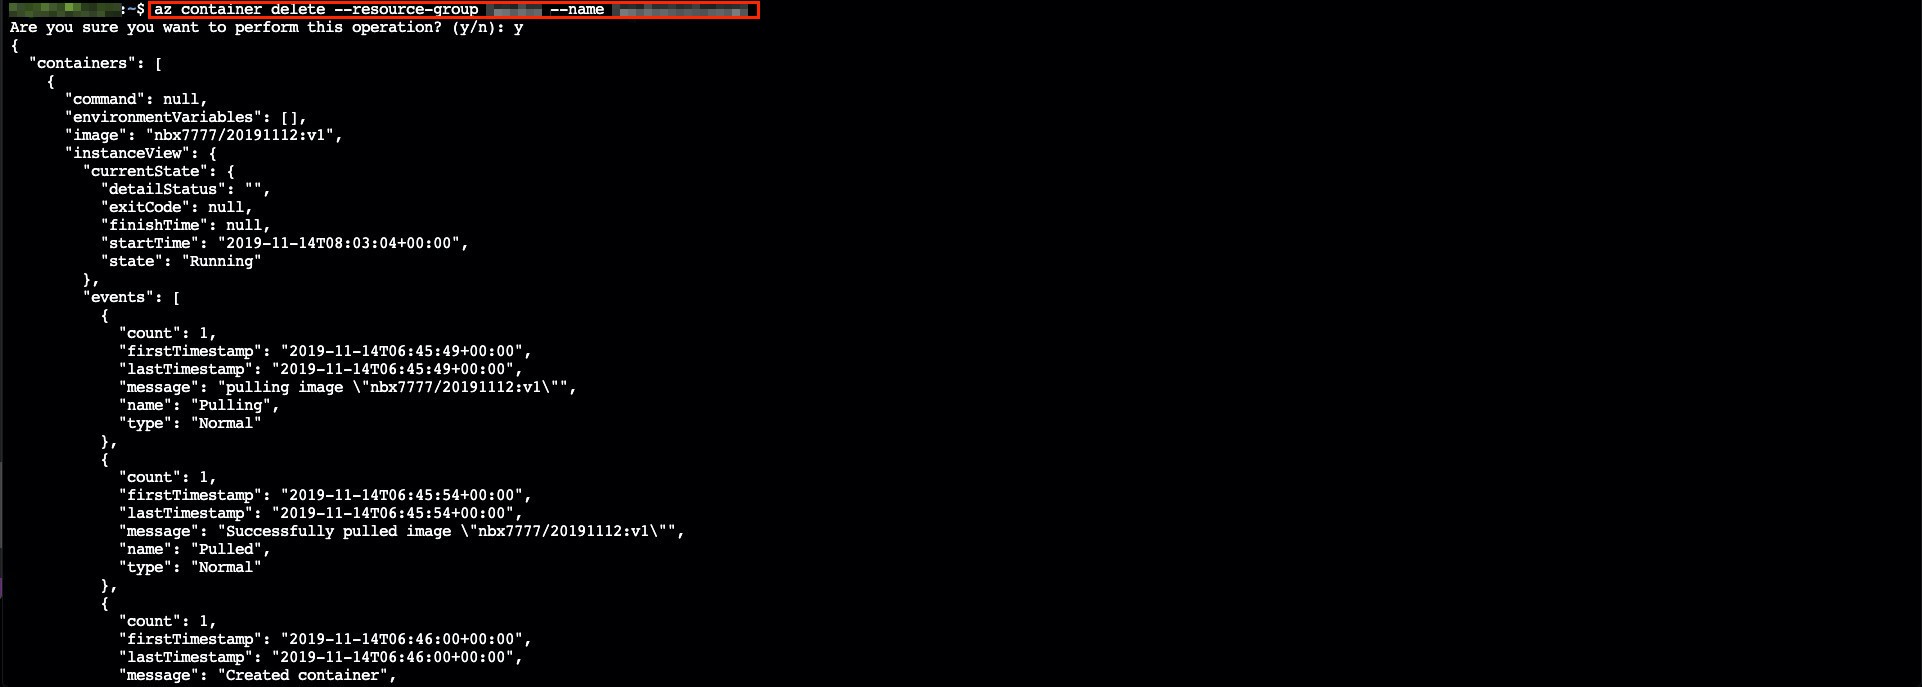 :~$ az container delete --resource-group --name
Are you sure you want to perform this operation? (y/n): y
{
  "containers": [
    {
      "command": null,
      "environmentVariables": [],
      "image": "nbx7777/20191112:v1",
      "instanceView": {
        "currentState": {
          "detailStatus": "",
          "exitCode": null,
          "finishTime": null,
          "startTime": "2019-11-14T08:03:04+00:00",
          "state": "Running"
        },
        "events": [
          {
            "count": 1,
            "firstTimestamp": "2019-11-14T06:45:49+00:00",
            "lastTimestamp": "2019-11-14T06:45:49+00:00",
            "message": "pulling image \"nbx7777/20191112:v1\"",
            "name": "Pulling",
            "type": "Normal"
          },
          {
            "count": 1,
            "firstTimestamp": "2019-11-14T06:45:54+00:00",
            "lastTimestamp": "2019-11-14T06:45:54+00:00",
            "message": "Successfully pulled image \"nbx7777/20191112:v1\"",
            "name": "Pulled",
            "type": "Normal"
          },
          {
            "count": 1,
            "firstTimestamp": "2019-11-14T06:46:00+00:00",
            "lastTimestamp": "2019-11-14T06:46:00+00:00",
            "message": "Created container",